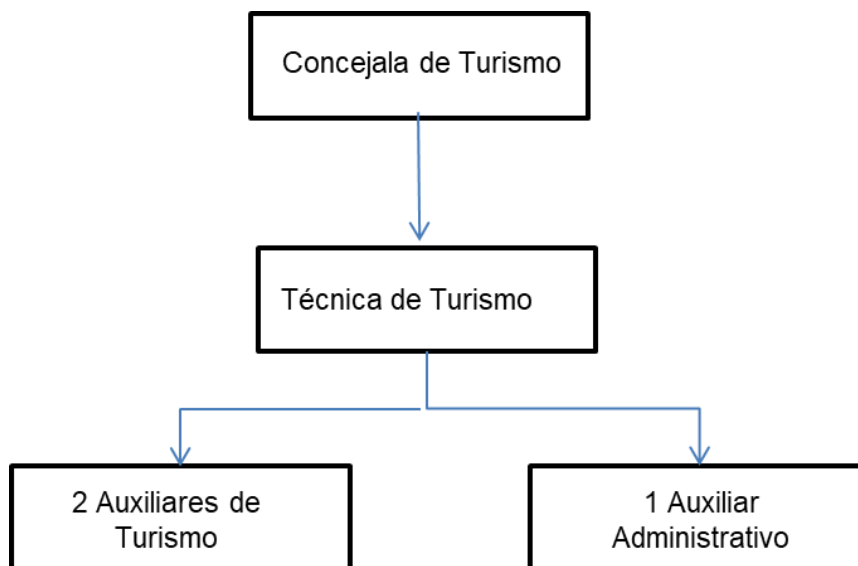 Concejala de Turismo
Técnica de Turismo
2 Auxiliares de
Turismo
1 Auxiliar
Administrativo